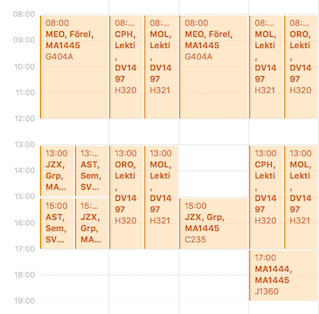 08:00
08:00
MEO, Förel,
MA1445
G404A
08:...
CPH,
Lekti
,
DV14
97
H320
08:...
MOL,
Lekti
,
DV14
97
H321
08:00
MEO, Förel,
MA1445
G404A
08:...
MOL,
Lekti
,
DV14
97
H321
08:...
ORO,
Lekti
,
DV14
97
H320
09:00
10:00
11:00
12:00
13:00
13:00
JZX,
Grp,
MA...
13:...
AST,
Sem,
SV...
13:00
ORO,
Lekti
,
DV14
97
H320
13:00
MOL,
Lekti
,
DV14
97
H321
13:00
CPH,
Lekti
,
DV14
97
H320
13:00
MOL,
Lekti
,
DV14
97
H321
14:00
15:00
15:00
AST,
Sem,
SV...
15:...
JZX,
Grp,
MA...
15:00
JZX, Grp,
MA1445
C235
16:00
17:00
17:00
MA1444,
MA1445
J1360
18:00
19:00